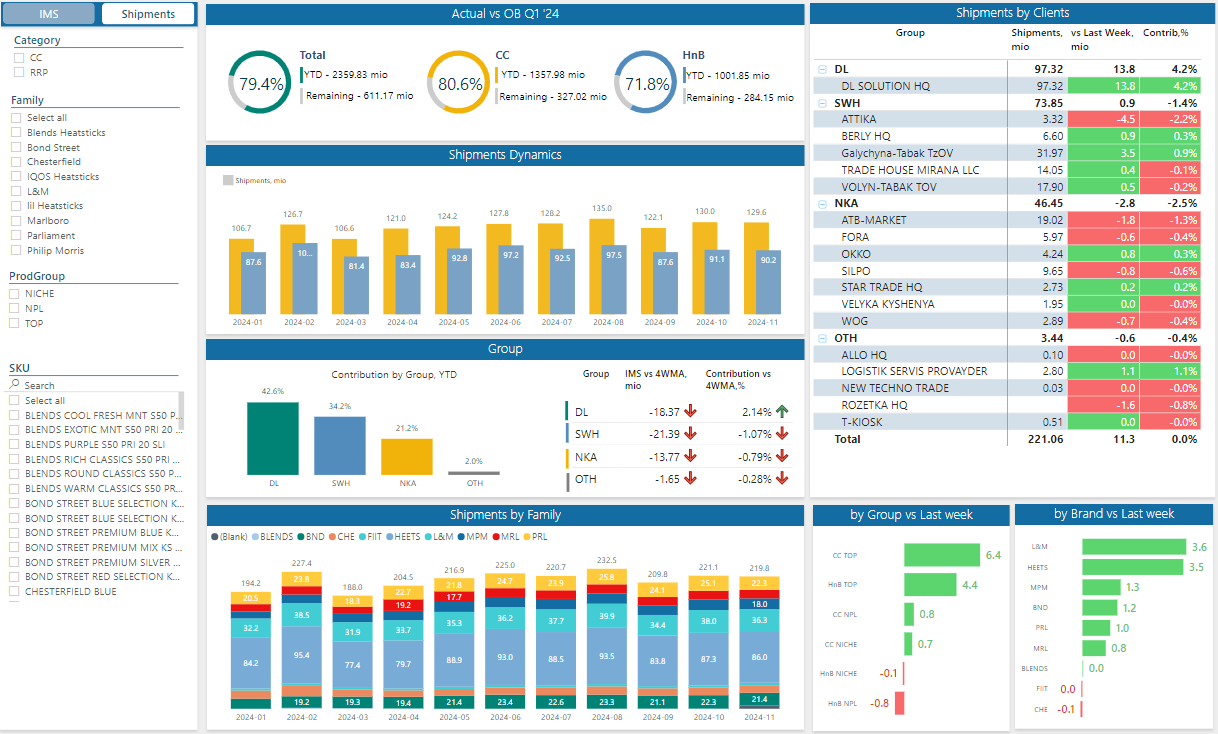 IMS
Shipments
Category
CC
RRP
Family
Select all
Blends Heatsticks
Bond Street
Chesterfield
IQOS Heatsticks
L&M
lil Heatsticks
Marlboro
Parliament
Philip Morris
ProdGroup
NICHE
NPL
TOP
SKU
Search
Select all
BLENDS COOL FRESH MNT S50 P...
BLENDS EXOTIC MNT S50 PRI 20 ...
BLENDS PURPLE S50 PRI 20 SLI
BLENDS RICH CLASSICS S50 PRI ...
BLENDS ROUND CLASSICS S50 P...
BLENDS WARM CLASSICS S50 PR...
BOND STREET BLUE SELECTION K...
BOND STREET BLUE SELECTION K...
BOND STREET PREMIUM BLUE K...
BOND STREET PREMIUM MIX KS ...
BOND STREET PREMIUM SILVER ...
BOND STREET RED SELECTION K...
CHESTERFIELD BLUE
Actual vs OB Q1 '24
79.4%
Total
YTD - 2359.83 mio
Remaining - 611.17 mio
80.6%
CC
YTD - 1357.98 mio
Remaining - 327.02 mio
71.8%
HnB
YTD - 1001.85 mio
Remaining - 284.15 mio
Shipments Dynamics
Shipments, mio
106.7 126.7 106.6 121.0 124.2 127.8 128.2 135.0 122.1 130.0 129.6
87.6 10... 81.4 83.4 92.8 97.2 92.5 97.5 87.6 91.1 90.2
2024-01 2024-02 2024-03 2024-04 2024-05 2024-06 2024-07 2024-08 2024-09 2024-10 2024-11
Group
Contribution by Group, YTD
42.6% 34.2% 21.2% 2.0%
DL SWH NKA OTH
Group IMS vs 4WMA, mio Contribution vs 4WMA,%
DL -18.37 2.14%
SWH -21.39 -1.07%
NKA -13.77 -0.79%
OTH -1.65 -0.28%
Shipments by Family
(Blank) BLENDS BND CHE FIIT HEETS L&M MPM MRL PRL
194.2 227.4 188.0 204.5 216.9 225.0 220.7 232.5 209.8 221.1 219.8
20.5 23.8 18.3 22.7 21.8 24.7 23.9 25.8 24.1 25.1 22.3
19.2 17.7 18.0
32.2 38.5 31.9 33.7 35.3 36.2 37.7 39.9 34.4 38.0 36.3
84.2 95.4 77.4 79.7 88.9 93.0 88.5 93.5 83.8 87.3 86.0
19.2 19.3 19.4 21.4 23.4 22.6 23.3 21.1 22.3 21.4
2024-01 2024-02 2024-03 2024-04 2024-05 2024-06 2024-07 2024-08 2024-09 2024-10 2024-11
Shipments by Clients
Group Shipments, mio vs Last Week, mio Contrib,%
DL 97.32 13.8 4.2%
DL SOLUTION HQ 97.32 13.8 4.2%
SWH 73.85 0.9 -1.4%
ATTIKA 3.32 -4.5 -2.2%
BERLY HQ 6.60 0.9 0.3%
Galychyna-Tabak TzOV 31.97 3.5 0.9%
TRADE HOUSE MIRANA LLC 14.05 0.4 -0.1%
VOLYN-TABAK TOV 17.90 0.5 -0.2%
NKA 46.45 -2.8 -2.5%
ATB-MARKET 19.02 -1.8 -1.3%
FORA 5.97 -0.6 -0.4%
OKKO 4.24 0.8 0.3%
SILPO 9.65 -0.8 -0.6%
STAR TRADE HQ 2.73 0.2 0.2%
VELYKA KYSHENYA 1.95 0.0 -0.0%
WOG 2.89 -0.7 -0.4%
OTH 3.44 -0.6 -0.4%
ALLO HQ 0.10 0.0 -0.0%
LOGISTIK SERVIS PROVAYDER 2.80 1.1 1.1%
NEW TECHNO TRADE 0.03 0.0 -0.0%
ROZETKA HQ -1.6 -0.8%
T-KIOSK 0.51 0.0 -0.0%
Total 221.06 11.3 0.0%
by Group vs Last week
CC TOP 6.4
HnB TOP 4.4
CC NPL 0.8
CC NICHE 0.7
HnB NICHE -0.1
HnB NPL -0.8
by Brand vs Last week
L&M 3.6
HEETS 3.5
MPM 1.3
BND 1.2
PRL 1.0
MRL 0.8
BLENDS 0.0
FIIT 0.0
CHE -0.1